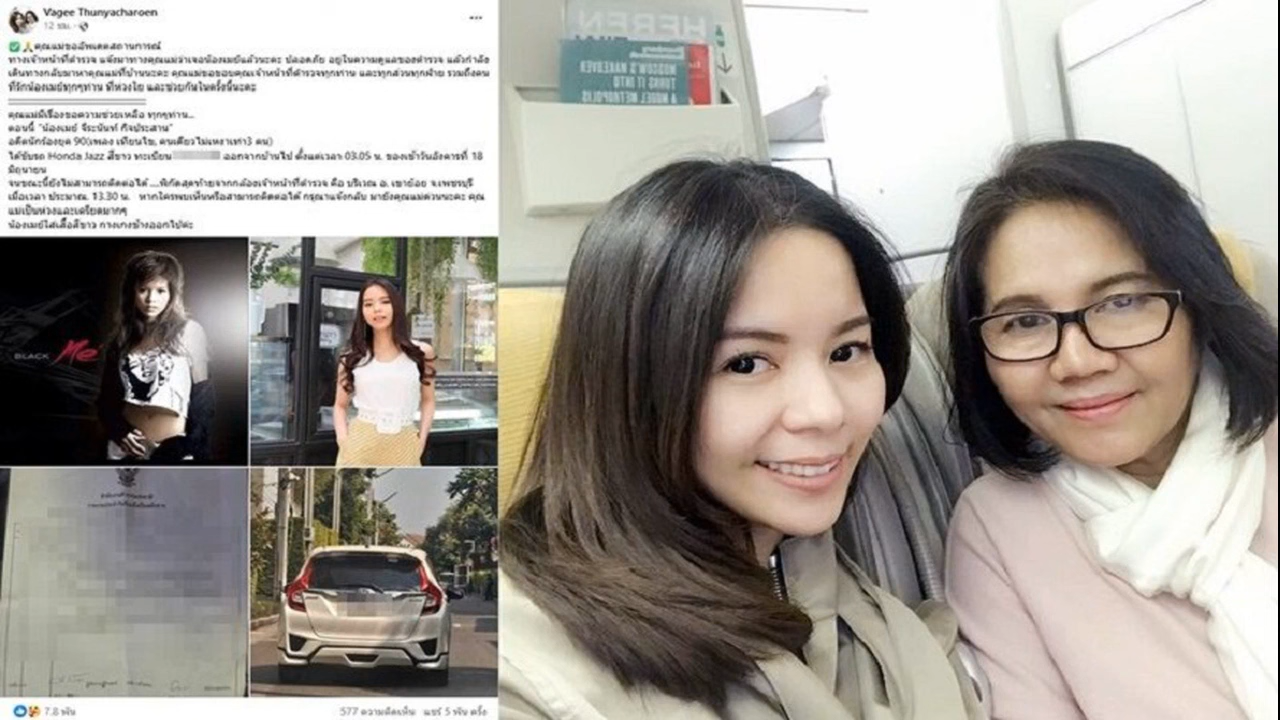 Vagee Thunyacharoen
12 ชม.
✅🙏คุณแม่ขออัพเดตสถานการณ์
ทางเจ้าหน้าที่ตำรวจ แจ้งมาทางคุณแม่ว่าเจอน้องเมย์แล้วนะคะ ปลอดภัย อยู่ในความดูแลของตำรวจ แล้วกำลัง
เดินทางกลับมาหาคุณแม่ที่บ้านนะคะ คุณแม่ขอขอบคุณเจ้าหน้าที่ตำรวจทุกท่าน และทุกส่วนทุกฝ่าย รวมถึงคน
ที่รักน้องเมย์ทุกๆท่าน ที่ห่วงใย และช่วยกันในครั้งนี้นะคะ
คุณแม่มีเรื่องขอความช่วยเหลือ ทุกๆท่าน...
ตอนนี้ "น้องเมย์ จีระนันท์ กิจประสาน"
อดีตนักร้องยุค 90(เพลง เทียนไข, คนเดียวไม่เหงาเท่า3 คน)
ได้ขับรถ Honda Jazz สีขาว ทะเบียน ออกจากบ้านไป ตั้งแต่เวลา 03.05 น. ของเช้าวันอังคารที่ 18
มิถุนายน
จนขณะนี้ยังไม่สามารถติดต่อได้ ....พิกัดสุดท้ายจากกล้องเจ้าหน้าที่ตำรวจ คือ บริเวณ อ. เขาย้อย จ.เพชรบุรี
เมื่อเวลา ประมาณ. 13.30 น. หากใครพบเห็นหรือสามารถติดต่อได้ กรุณาแจ้งกลับ มายังคุณแม่ด่วนนะคะ คุณ
แม่เป็นห่วงและเครียดมากๆ
น้องเมย์ใส่เสื้อสีขาว กางเกงช้างออกไปค่ะ
BLACK Me
7.8 พัน
577 ความคิดเห็น แชร์ 5 พัน ครั้ง
MOSCOW'S MAKEOVER
TURNS IT INTO
A MODEL METROPOLIS